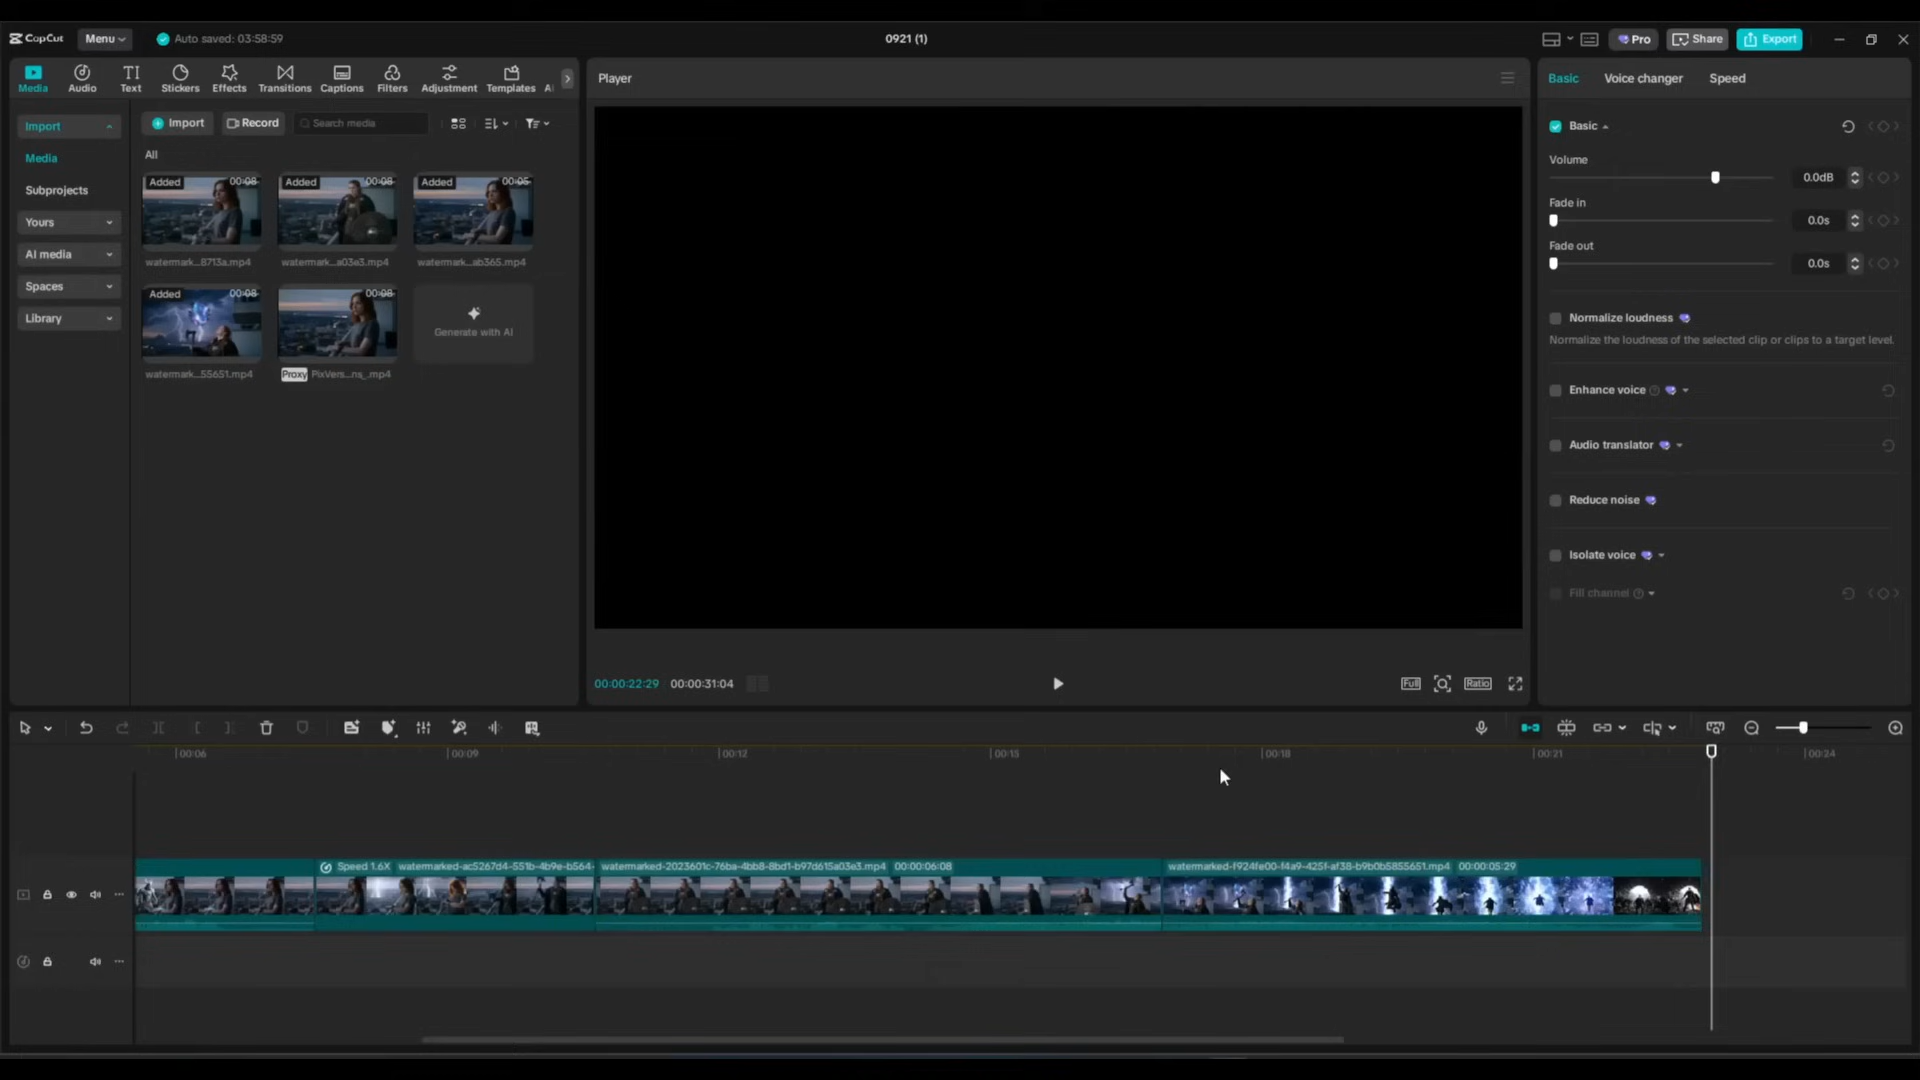 CapCut
Menu
Auto saved: 03:58:59
0921 (1)
Pro
Share
Export
Media
Audio
Text
Stickers
Effects
Transitions
Captions
Filters
Adjustment
Templates
Player
Basic
Voice changer
Speed
Import
Import
Record
Search media
Basic
Media
All
Volume
0.0dB
Subprojects
Added 00:08
Added 00:08
Added 00:05
Fade in
0.0s
Yours
Fade out
0.0s
AI media
watermark...8713a.mp4
watermark...a03e3.mp4
watermark...ab365.mp4
Spaces
Added 00:08
00:08
Library
Generate with AI
Normalize loudness
Normalize the loudness of the selected clip or clips to a target level.
watermark...55651.mp4
Proxy PixVers...ns_.mp4
Enhance voice
Audio translator
Reduce noise
Isolate voice
Fill channel
00:00:22:29 00:00:31:04
Full
Ratio
00:06
00:09
00:12
00:15
00:18
00:21
00:24
Speed 1.6X watermarked-ac5267d4-551b-4b9e-b564-
watermarked-2023601c-76ba-4bb8-8bd1-b97d615a03e3.mp4 00:00:06:08
watermarked-f924fe00-f4a9-425f-af38-b9b0b5855651.mp4 00:00:05:29